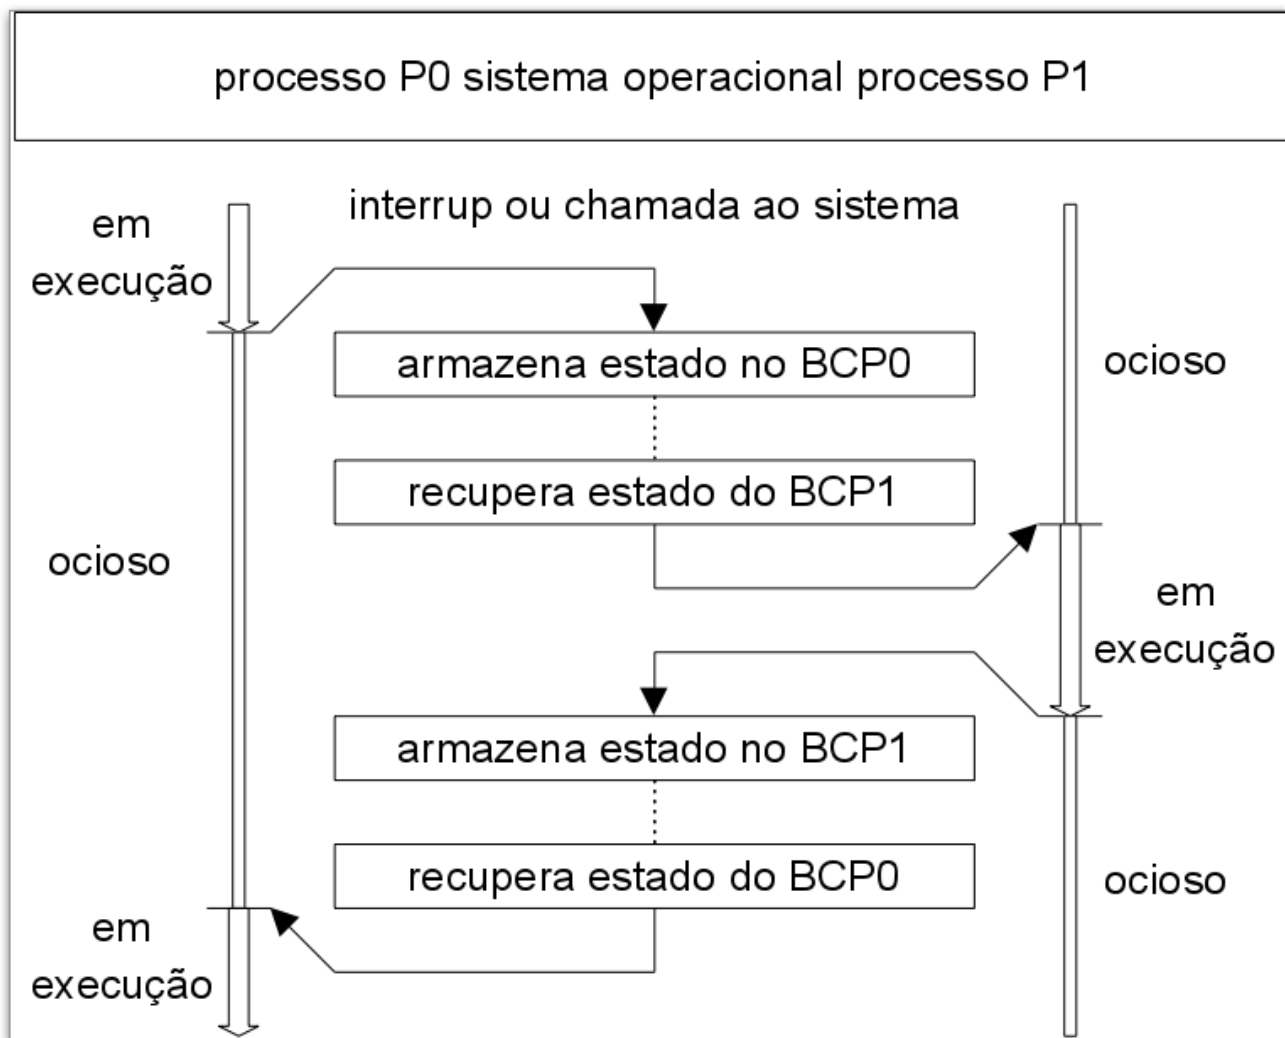 processo P0 sistema operacional processo P1
interrup ou chamada ao sistema
em
execução
armazena estado no BCP0
ocioso
recupera estado do BCP1
ocioso
em
execução
armazena estado no BCP1
recupera estado do BCP0
ocioso
em
execução